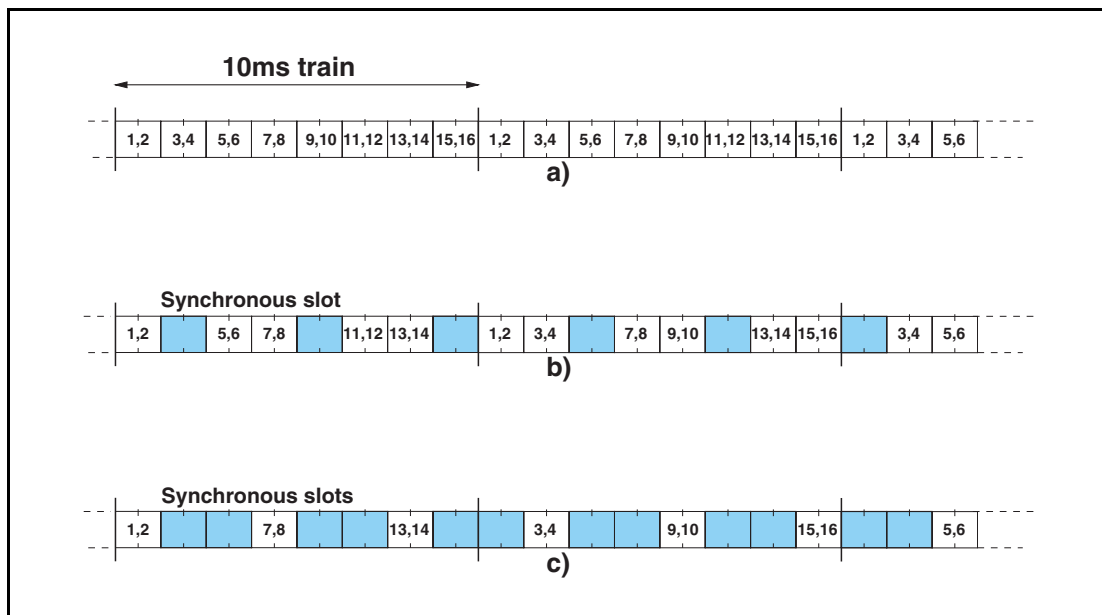 10ms train
1,2 3,4 5,6 7,8 9,10 11,12 13,14 15,16 1,2 3,4 5,6 7,8 9,10 11,12 13,14 15,16 1,2 3,4 5,6
a)
Synchronous slot
1,2 5,6 7,8 11,12 13,14 1,2 3,4 7,8 9,10 13,14 15,16 3,4 5,6
b)
Synchronous slots
1,2 7,8 13,14 3,4 9,10 15,16 5,6
c)